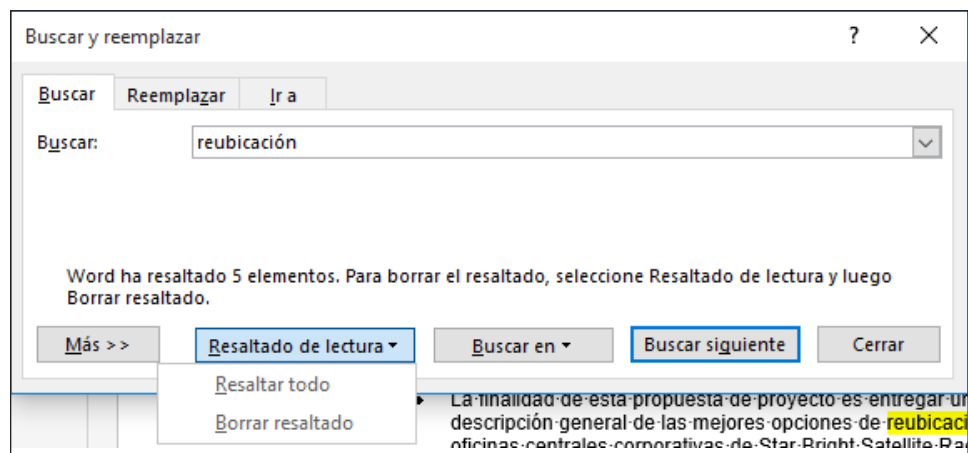 Buscar y reemplazar ?
Buscar Reemplazar Ir a
Buscar: reubicación
Word ha resaltado 5 elementos. Para borrar el resaltado, seleccione Resaltado de lectura y luego
Borrar resaltado.
Más >> Resaltado de lectura Buscar en Buscar siguiente Cerrar
Resaltar todo
Borrar resaltado
La·finalidad·de·esta·propuesta·de·proyecto·es·entregar·
descripción·general·de·las·mejores·opciones·de·reubicaci
oficinas·centrales·corporativas·de·Star·Bright·Satellite·